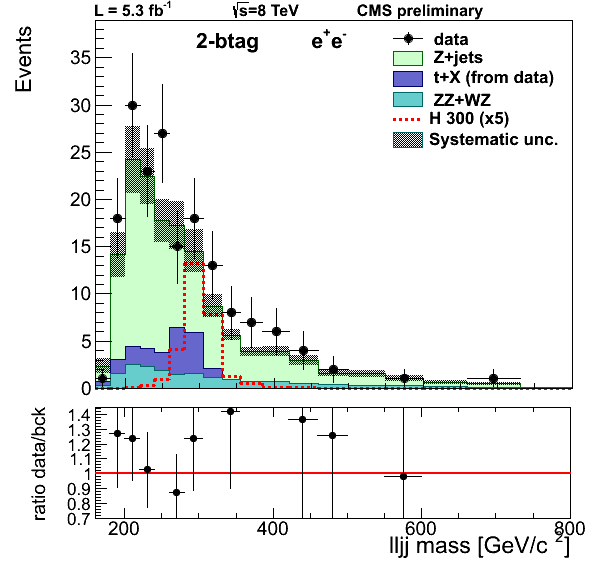 L = 5.3 fb⁻¹ √s=8 TeV CMS preliminary
2-btag e⁺e⁻
Events
data
Z+jets
t+X (from data)
ZZ+WZ
H 300 (x5)
Systematic unc.
35
30
25
20
15
10
5
0
ratio data/bck
1.4
1.3
1.2
1.1
1
0.9
0.8
0.7
200 400 600 800
lljj mass [GeV/c ²]